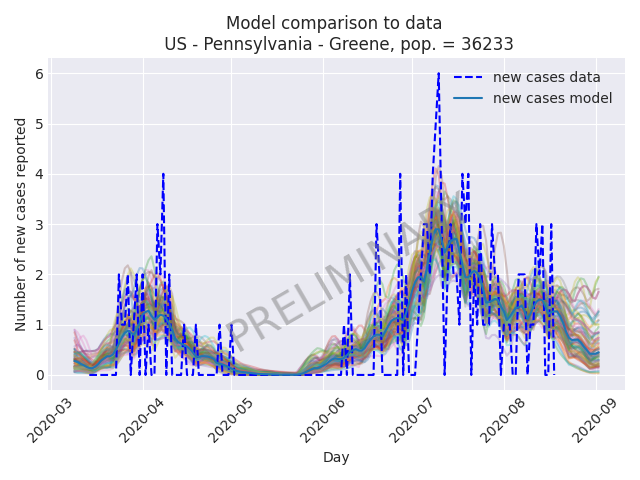 Model comparison to data
US - Pennsylvania - Greene, pop. = 36233
new cases data
new cases model
Number of new cases reported
6
5
4
3
2
1
0
2020-03
2020-04
2020-05
2020-06
2020-07
2020-08
2020-09
Day